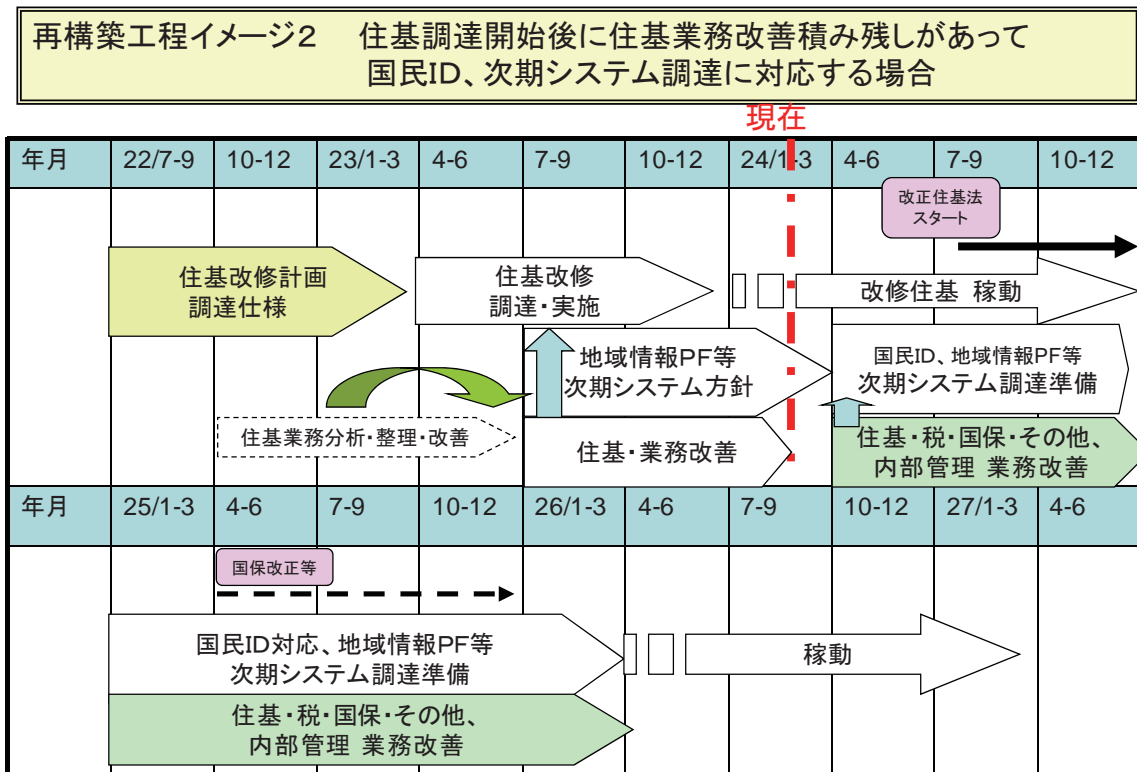 再構築工程イメージ2 住基調達開始後に住基業務改善積み残しがあって
国民ID、次期システム調達に対応する場合
現在
年月 22/7-9 10-12 23/1-3 4-6 7-9 10-12 24/1-3 4-6 7-9 10-12
改正住基法
スタート
住基改修計画
調達仕様
住基改修
調達・実施
改修住基 稼動
地域情報PF等
次期システム方針
国民ID、地域情報PF等
次期システム調達準備
住基業務分析・整理・改善
住基・業務改善
住基・税・国保・その他、
内部管理 業務改善
年月 25/1-3 4-6 7-9 10-12 26/1-3 4-6 7-9 10-12 27/1-3 4-6
国保改正等
国民ID対応、地域情報PF等
次期システム調達準備
稼動
住基・税・国保・その他、
内部管理 業務改善